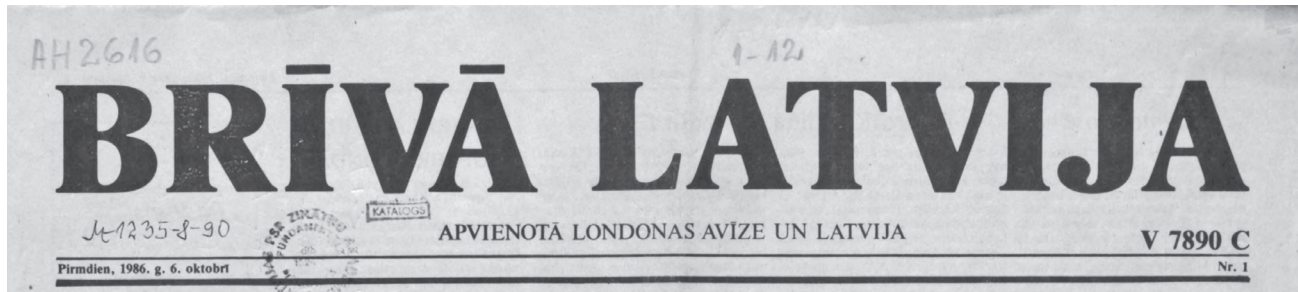 AH2616
1-12
BRĪVĀ LATVIJA
1235-8-90
KATALOGS
APVIENOTĀ LONDONAS AVĪZE UN LATVIJA
V 7890 C
Pirmdien, 1986. g. 6. oktobrī
Nr. 1